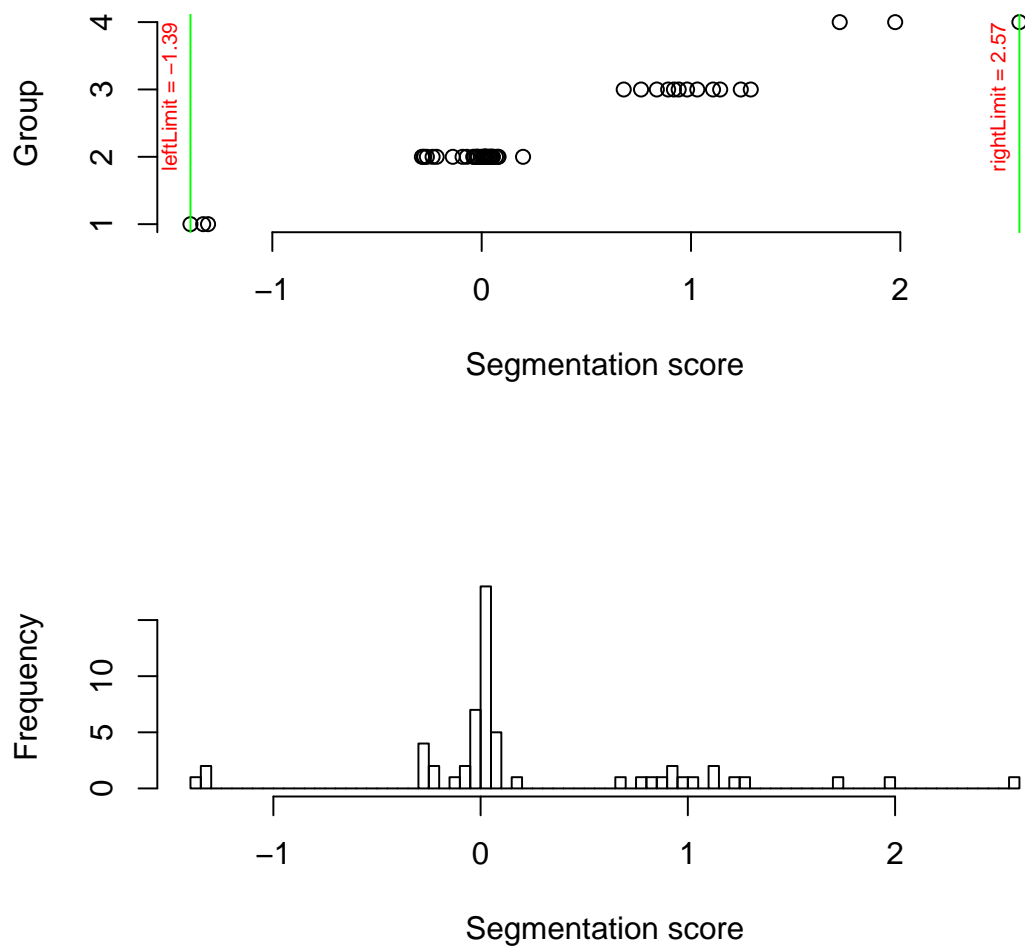 Group
4
3
2
1
leftLimit = −1.39
rightLimit = 2.57
−1 0 1 2
Segmentation score
Frequency
10
5
0
−1 0 1 2
Segmentation score